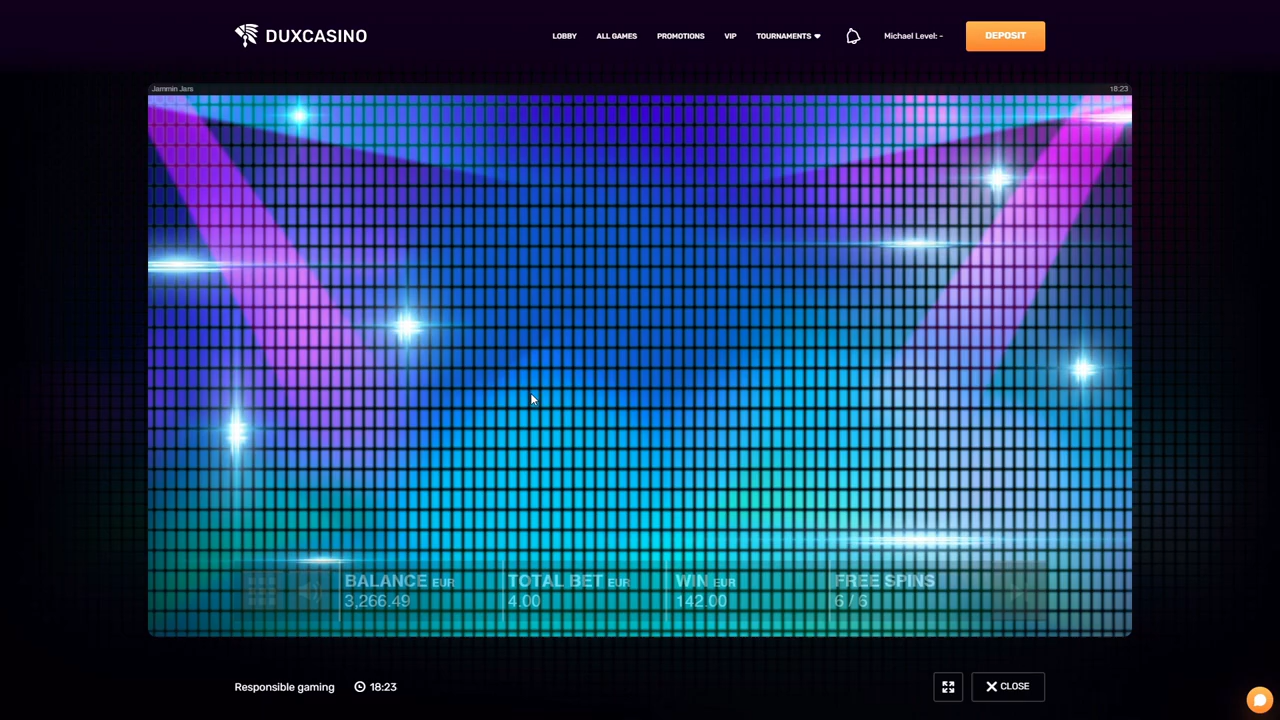 DUXCASINO
LOBBY ALL GAMES PROMOTIONS VIP TOURNAMENTS Michael Level: - DEPOSIT
Jammin Jars 18:23
BALANCE EUR TOTAL BET EUR WIN EUR FREE SPINS
3,266.49 4.00 142.00 6 / 6
Responsible gaming 18:23 CLOSE